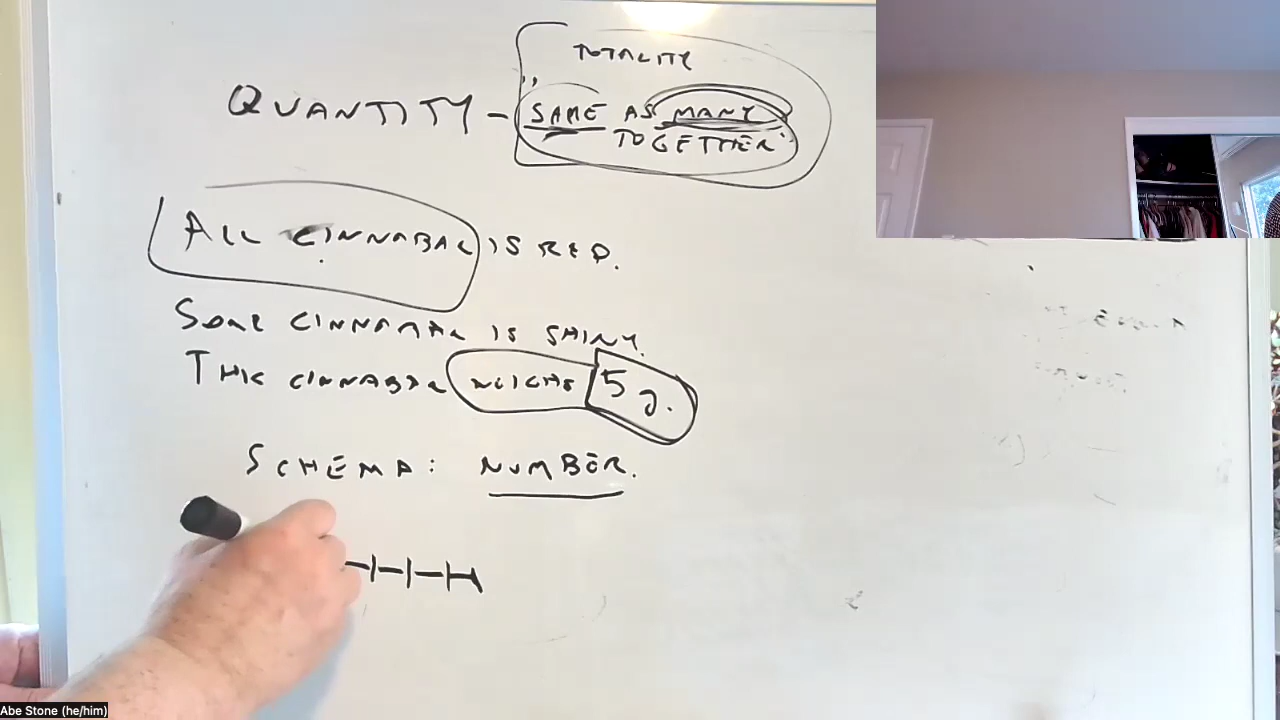 TOTALITY
QUANTITY - "SAME AS MANY
TOGETHER"
ALL CINNABAR IS RED.
SOME CINNABAR IS SHINY.
THIS CINNABAR WEIGHS 5 g.
SCHEMA: NUMBER.
Abe Stone (he/him)